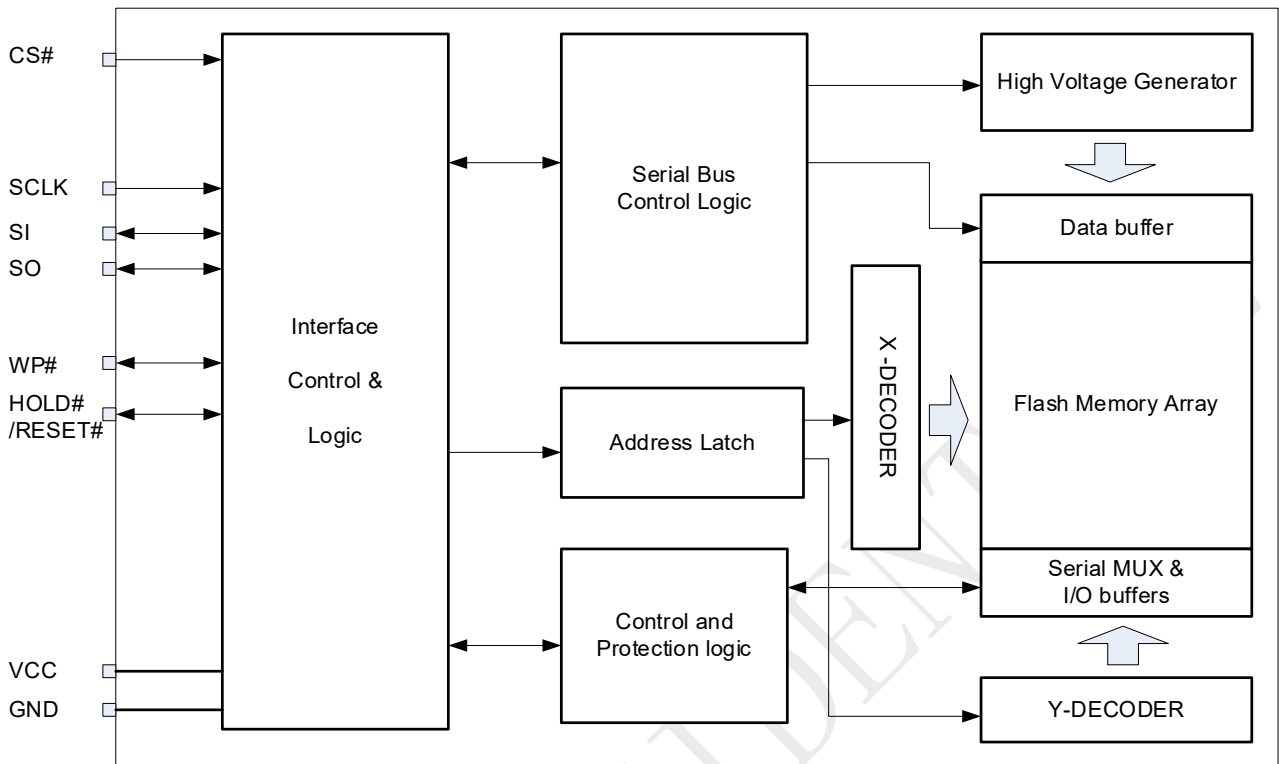 CS#
SCLK
SI
SO
WP#
HOLD#
/RESET#
VCC
GND
Interface
Control &
Logic
Serial Bus
Control Logic
Address Latch
Control and
Protection logic
X -DECODER
High Voltage Generator
Data buffer
Flash Memory Array
Serial MUX &
I/O buffers
Y-DECODER